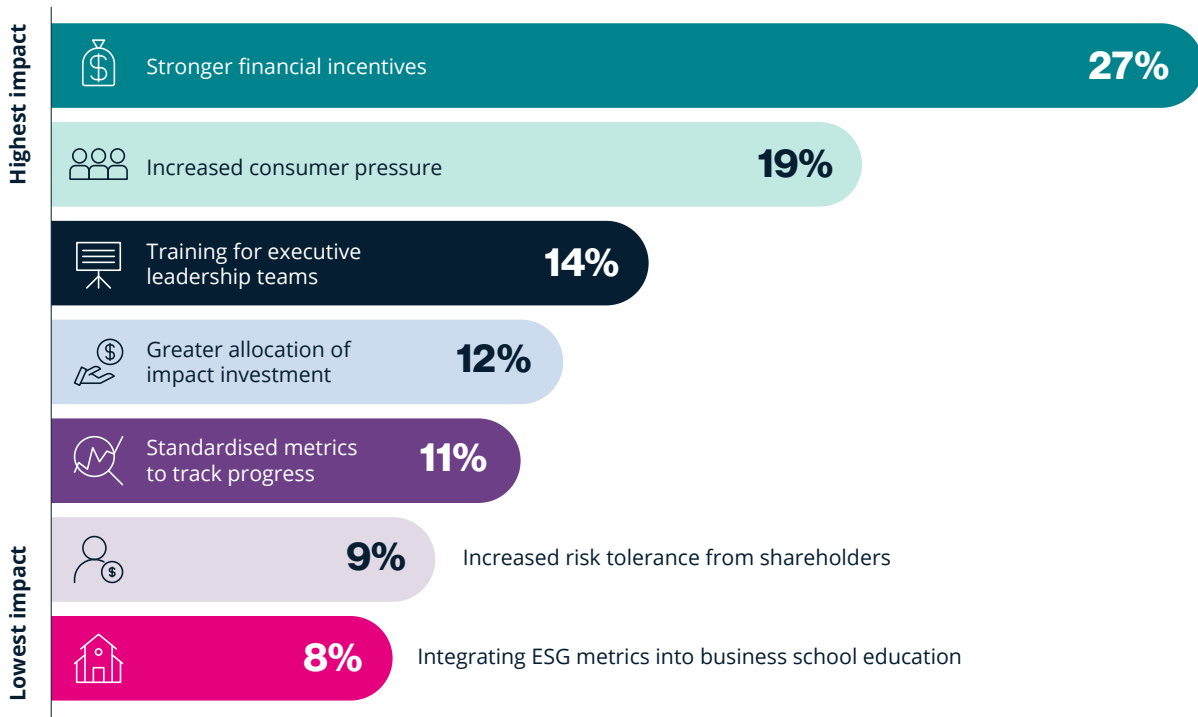 Highest impact
Stronger financial incentives
27%
Increased consumer pressure
19%
Training for executive
leadership teams
14%
Greater allocation of
impact investment
12%
Standardised metrics
to track progress
11%
Lowest impact
9%
Increased risk tolerance from shareholders
8%
Integrating ESG metrics into business school education